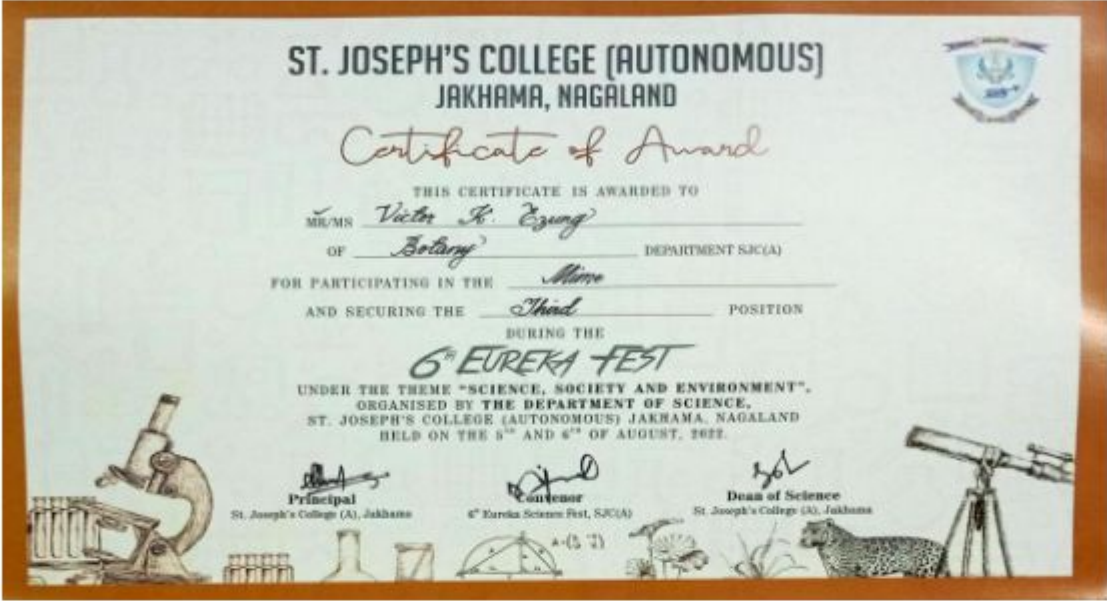 ST. JOSEPH'S COLLEGE (AUTONOMOUS)
JAKHAMA, NAGALAND
Certificate of Award
THIS CERTIFICATE IS AWARDED TO
MR/MS Victor K. Ezung
OF Botany DEPARTMENT SJC(A)
FOR PARTICIPATING IN THE Mime
AND SECURING THE Third POSITION
DURING THE
6TH EUREKA FEST
UNDER THE THEME "SCIENCE, SOCIETY AND ENVIRONMENT",
ORGANISED BY THE DEPARTMENT OF SCIENCE,
ST. JOSEPH'S COLLEGE (AUTONOMOUS) JAKHAMA, NAGALAND
HELD ON THE 5TH AND 6TH OF AUGUST, 2022.
Principal
St. Joseph's College (A), Jakhama
Convenor
6th Eureka Science Fest, SJC(A)
Dean of Science
St. Joseph's College (A), Jakhama